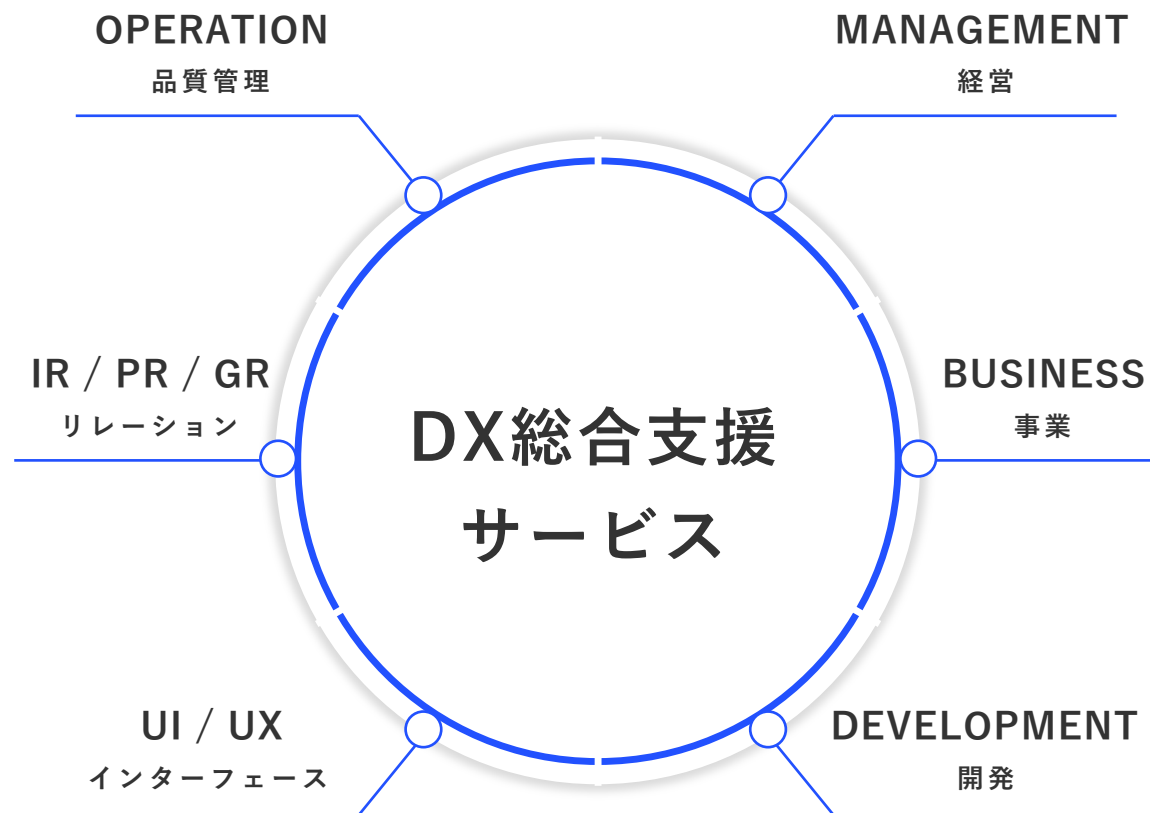 OPERATION
品質管理
MANAGEMENT
経営
IR / PR / GR
リレーション
BUSINESS
事業
DX総合支援
サービス
UI / UX
インターフェース
DEVELOPMENT
開発